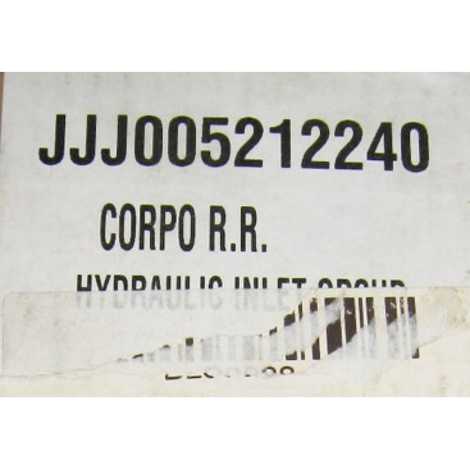 JJJ005212240
CORPO R.R.
HYDRAULIC INLET GROUP